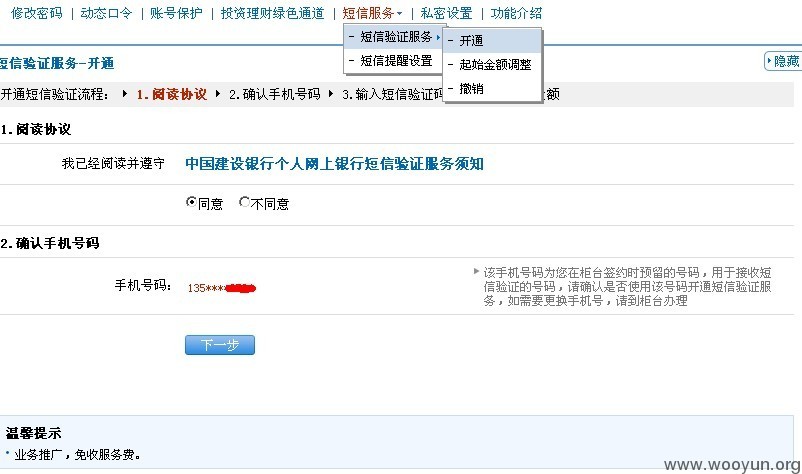 修改密码 | 动态口令 | 账号保护 | 投资理财绿色通道 | 短信服务 | 私密设置 | 功能介绍
- 短信验证服务
- 短信提醒设置
- 开通
- 起始金额调整
- 撤销
短信验证服务-开通
隐藏
开通短信验证流程: 1.阅读协议 2.确认手机号码 3.输入短信验证码 额
1.阅读协议
我已经阅读并遵守 中国建设银行个人网上银行短信验证服务须知
同意 不同意
2.确认手机号码
手机号码: 135****
该手机号码为您在柜台签约时预留的号码，用于接收短
信验证的号码，请确认是否使用该号码开通短信验证服
务，如需要更换手机号，请到柜台办理
下一步
温馨提示
业务推广，免收服务费。
www.wooyun.org